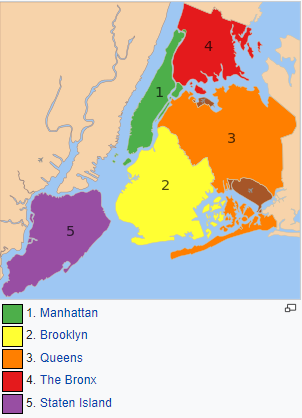 4
1
3
2
5
1. Manhattan
2. Brooklyn
3. Queens
4. The Bronx
5. Staten Island